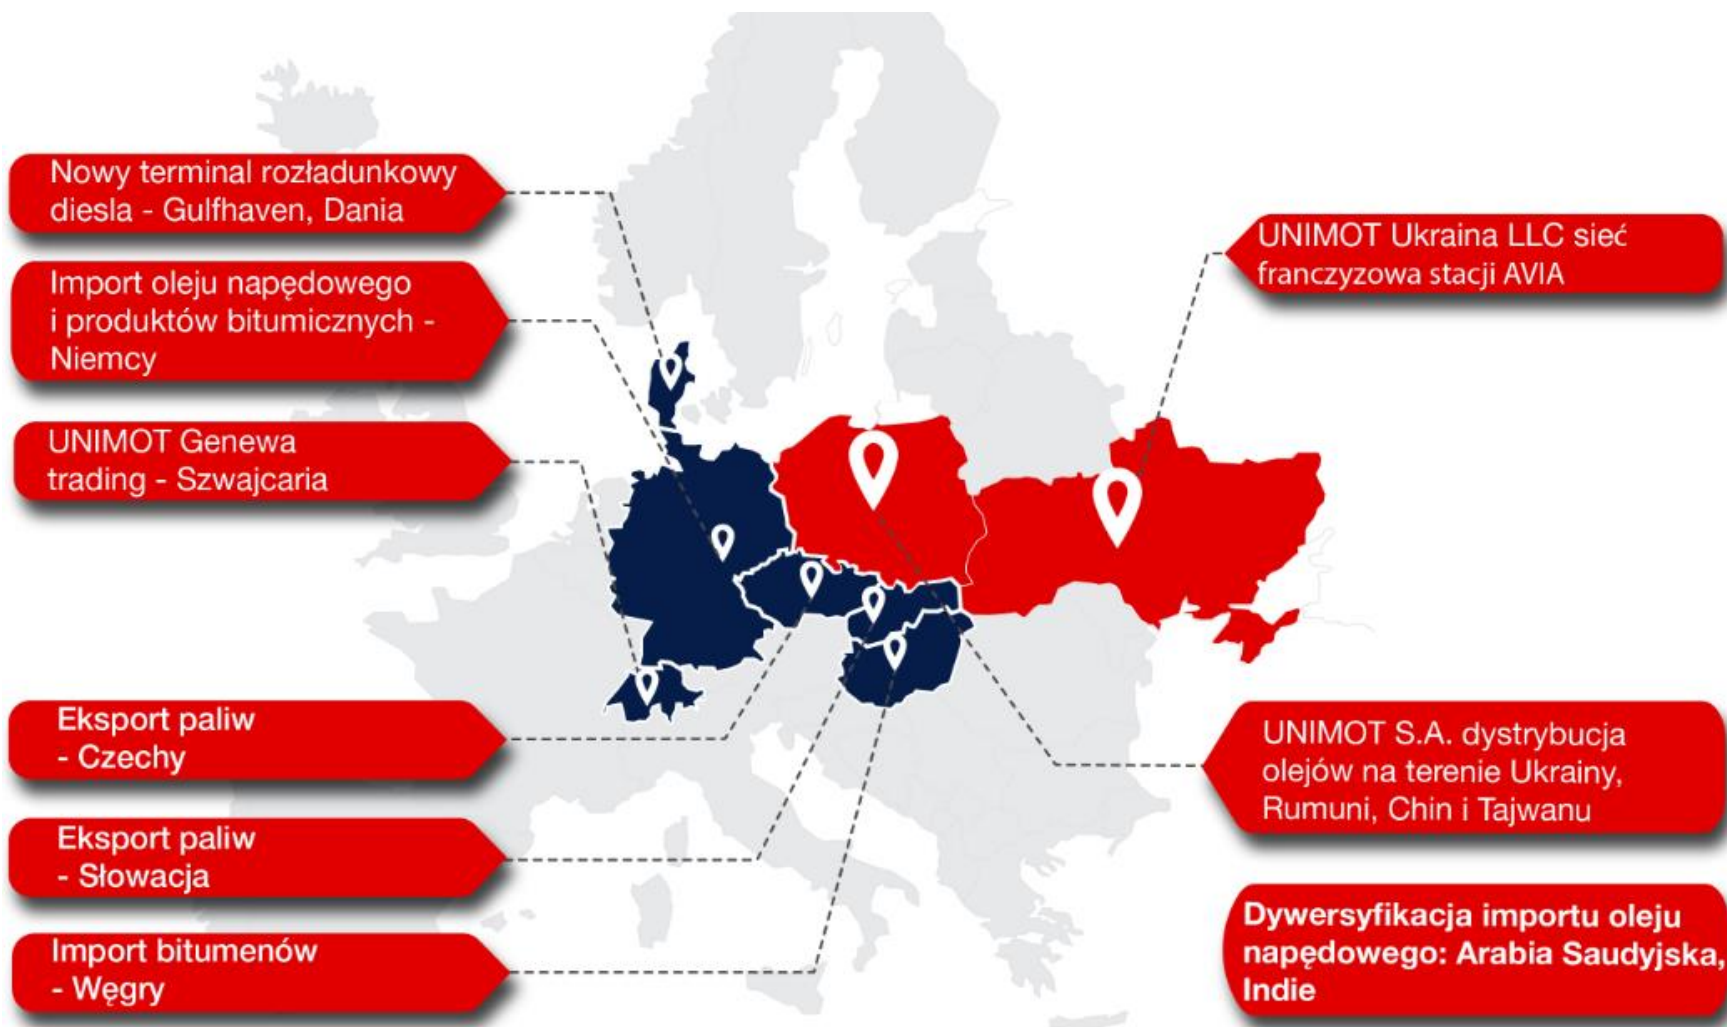 Nowy terminal rozładunkowy
diesla - Gulfhaven, Dania
Import oleju napędowego
i produktów bitumicznych -
Niemcy
UNIMOT Genewa
trading - Szwajcaria
Eksport paliw
- Czechy
Eksport paliw
- Słowacja
Import bitumenów
- Węgry
UNIMOT Ukraina LLC sieć
franczyzowa stacji AVIA
UNIMOT S.A. dystrybucja
olejów na terenie Ukrainy,
Rumuni, Chin i Tajwanu
Dywersyfikacja importu oleju
napędowego: Arabia Saudyjska,
Indie